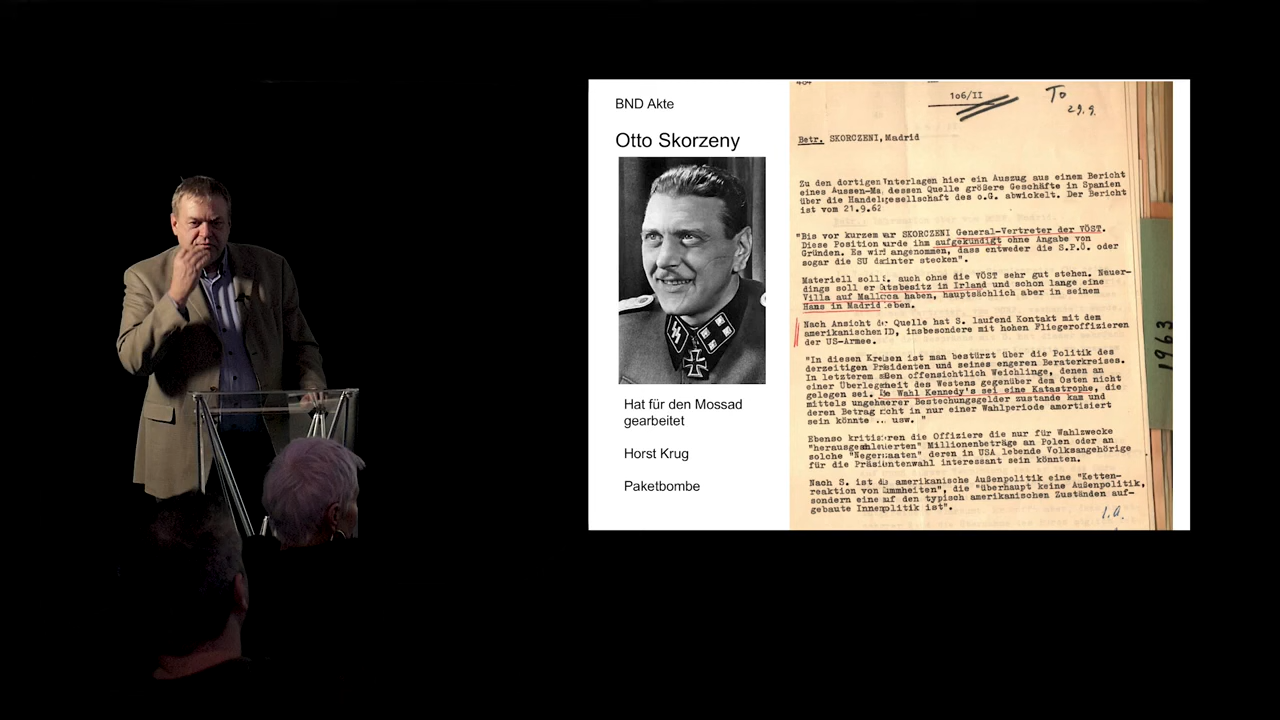 BND Akte
Otto Skorzeny
Hat für den Mossad
gearbeitet
Horst Krug
Paketbombe
1o6/II
To
29.9.
Betr. SKORCZENI, Madrid
Zu den dortigen Unterlagen hier ein Auszug aus einem Bericht
eines Aussen-Ma. dessen Quelle größere Geschäfte in Spanien
über die Handelsgesellschaft des o.G. abwickelt. Der Bericht
ist vom 21.9.62
"Bis vor kurzem war SKORCZENI General-Vertreter der VÖST.
Diese Position wurde ihm aufgekündigt ohne Angabe von
Gründen. Es wird angenommen, dass entweder die S.P.Ö. oder
sogar die SU dahinter stecken".
Materiell soll S. auch ohne die VÖST sehr gut stehen. Neuer-
dings soll er Gutsbesitz in Irland und schon lange eine
Villa auf Mallorca haben, hauptsächlich aber in seinem
Haus in Madrid leben.
Nach Ansicht der Quelle hat S. laufend Kontakt mit dem
amerikanischen ID, insbesondere mit hohen Fliegeroffizieren
der US-Armee.
"In diesen Kreisen ist man bestürzt über die Politik des
derzeitigen Präsidenten und seines engeren Beraterkreises.
In letzterem säßen offensichtlich Weichlinge, denen an
einer Überlegenheit des Westens gegenüber dem Osten nicht
gelegen sei. Die Wahl Kennedy's sei eine Katastrophe, die
mittels ungeheurer Bestechungsgelder zustande kam und
deren Betrag nicht in nur einer Wahlperiode amortisiert
sein könnte ... usw. "
Ebenso kritisieren die Offiziere die nur für Wahlzwecke
"herausgeschleuderten" Millionenbeträge an Polen oder an
solche "Negerstaaten" deren in USA lebende Volksangehörige
für die Präsidentenwahl interessant sein könnten.
Nach S. ist die amerikanische Außenpolitik eine "Ketten-
reaktion von Dummheiten", die "überhaupt keine Außenpolitik,
sondern eine auf den typisch amerikanischen Zuständen auf-
gebaute Innenpolitik ist".
i.A.
1963